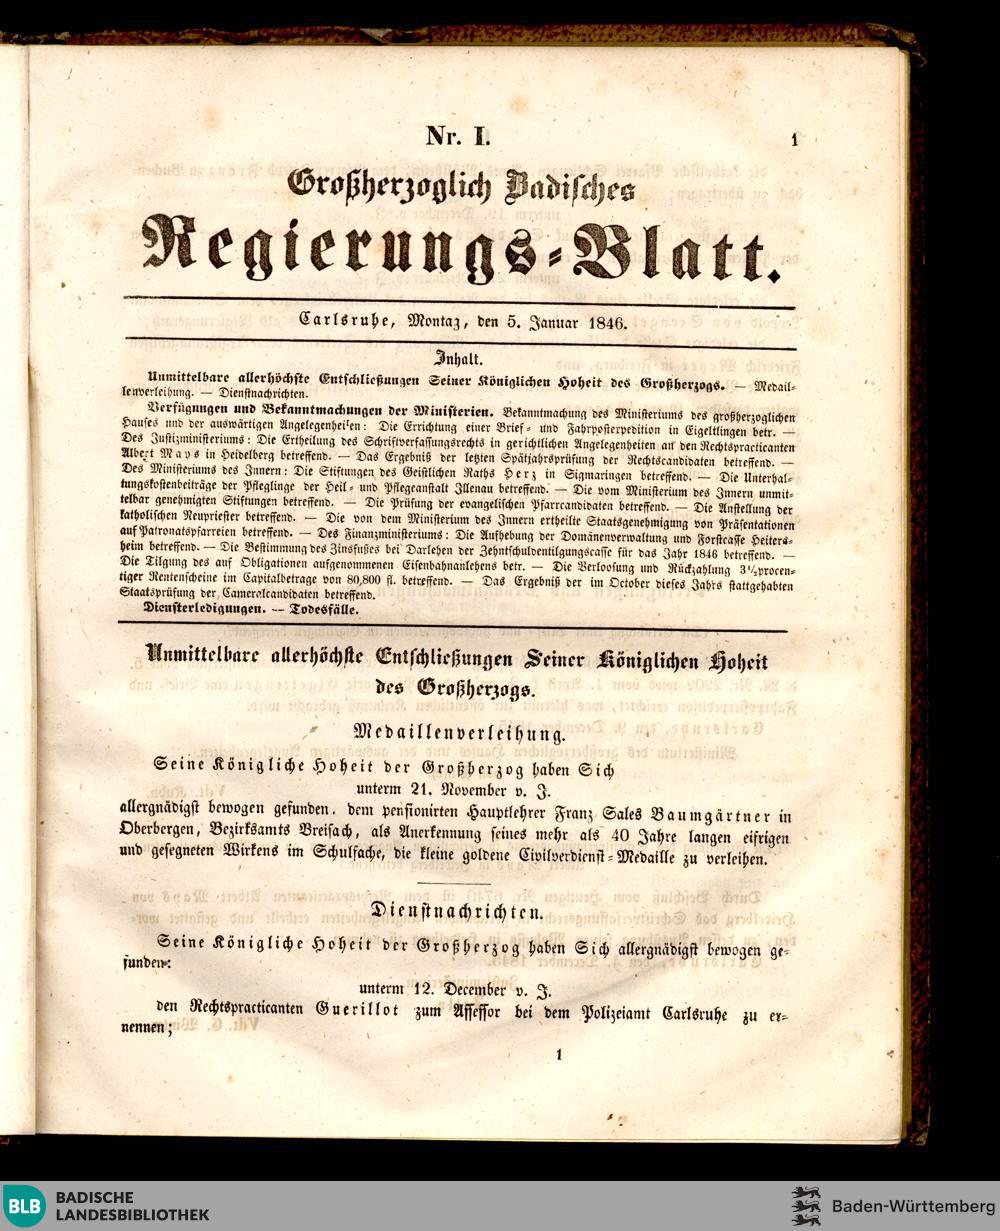 Nr. I.
1
Großherzoglich Badisches
Regierungs-Blatt.
Carlsruhe, Montag, den 5. Januar 1846.
Inhalt.
Unmittelbare allerhöchste Entschließungen Seiner Königlichen Hoheit des Großherzogs. — Medail-
lenverleihung. — Dienstnachrichten.
Verfügungen und Bekanntmachungen der Ministerien. Bekanntmachung des Ministeriums des großherzoglichen
Hauses und der auswärtigen Angelegenheiten: Die Errichtung einer Brief- und Fahrposterpedition in Eigeltlingen betr. —
Des Justizministeriums: Die Ertheilung des Schriftverfassungsrechts in gerichtlichen Angelegenheiten an den Rechtspracticanten
Albert Mays in Heidelberg betreffend. — Das Ergebniß der letzten Spätjahrsprüfung der Rechtscandidaten betreffend. —
Des Ministeriums des Innern: Die Stiftungen des Geistlichen Raths Herz in Sigmaringen betreffend. — Die Unterhal-
tungskostenbeiträge der Pfleglinge der Heil- und Pflegeanstalt Illenau betreffend. — Die vom Ministerium des Innern unmit-
telbar genehmigten Stiftungen betreffend. — Die Prüfung der evangelischen Pfarrcandidaten betreffend. — Die Anstellung der
katholischen Neupriester betreffend. — Die von dem Ministerium des Innern ertheilte Staatsgenehmigung von Präsentationen
auf Patronatspfarreien betreffend. — Des Finanzministeriums: Die Aufhebung der Domänenverwaltung und Forstcasse Heiters-
heim betreffend. — Die Bestimmung des Zinsfußes bei Darlehen der Zehntschuldentilgungscasse für das Jahr 1846 betreffend. —
Die Tilgung des auf Obligationen aufgenommenen Eisenbahnanlehens betr. — Die Verloosung und Rückzahlung 3½procen-
tiger Rentenscheine im Capitalbetrage von 80,800 fl. betreffend. — Das Ergebniß der im October dieses Jahrs stattgehabten
Staatsprüfung der Cameralcandidaten betreffend.
Diensterledigungen. — Todesfälle.
Unmittelbare allerhöchste Entschließungen Seiner Königlichen Hoheit
des Großherzogs.
Medaillenverleihung.
Seine Königliche Hoheit der Großherzog haben Sich
unterm 21. November v. J.
allergnädigst bewogen gefunden, dem pensionirten Hauptlehrer Franz Sales Baumgärtner in
Oberbergen, Bezirksamts Breisach, als Anerkennung seines mehr als 40 Jahre langen eifrigen
und gesegneten Wirkens im Schulfache, die kleine goldene Civilverdienst-Medaille zu verleihen.
Dienstnachrichten.
Seine Königliche Hoheit der Großherzog haben Sich allergnädigst bewogen ge-
funden:
unterm 12. December v. J.
den Rechtspracticanten Guerillot zum Assessor bei dem Polizeiamt Carlsruhe zu er-
nennen;
1
BLB BADISCHE
LANDESBIBLIOTHEK
Baden-Württemberg